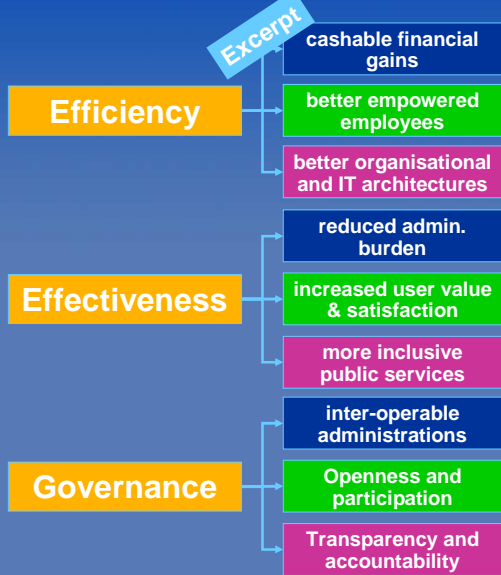 Excerpt
Efficiency
cashable financial
gains
better empowered
employees
better organisational
and IT architectures
Effectiveness
reduced admin.
burden
increased user value
& satisfaction
more inclusive
public services
Governance
inter-operable
administrations
Openness and
participation
Transparency and
accountability